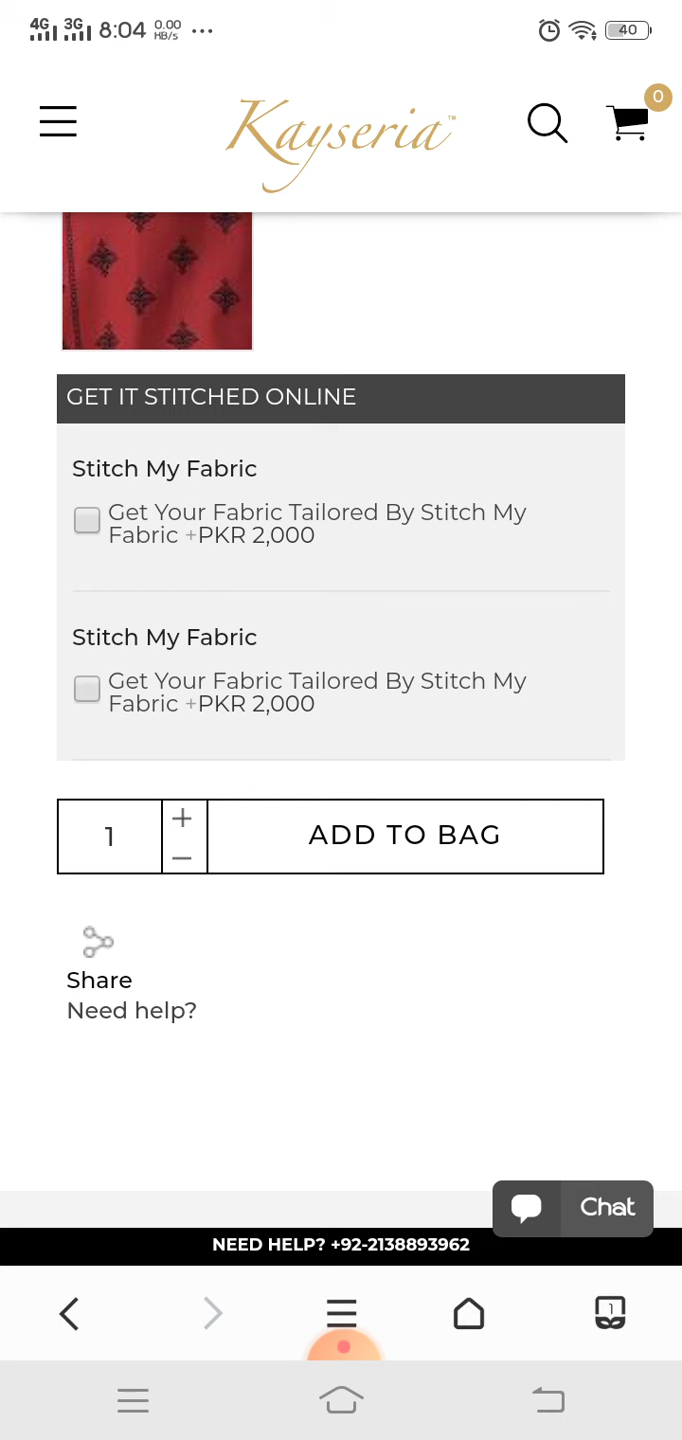 4G 3G 8:04 0.00 KB/s ... 40
0
Kayseria™
GET IT STITCHED ONLINE
Stitch My Fabric
Get Your Fabric Tailored By Stitch My
Fabric +PKR 2,000
Stitch My Fabric
Get Your Fabric Tailored By Stitch My
Fabric +PKR 2,000
1 + − ADD TO BAG
Share
Need help?
Chat
NEED HELP? +92-2138893962
1